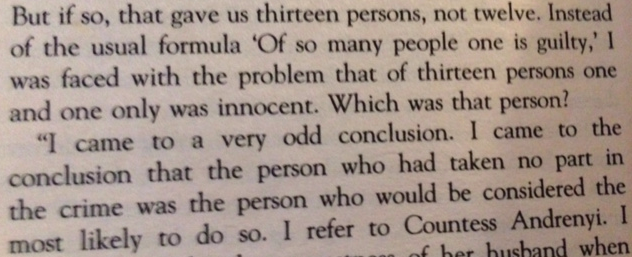 But if so, that gave us thirteen persons, not twelve. Instead
of the usual formula ‘Of so many people one is guilty,’ I
was faced with the problem that of thirteen persons one
and one only was innocent. Which was that person?
“I came to a very odd conclusion. I came to the
conclusion that the person who had taken no part in
the crime was the person who would be considered the
most likely to do so. I refer to Countess Andrenyi. I
of her husband when